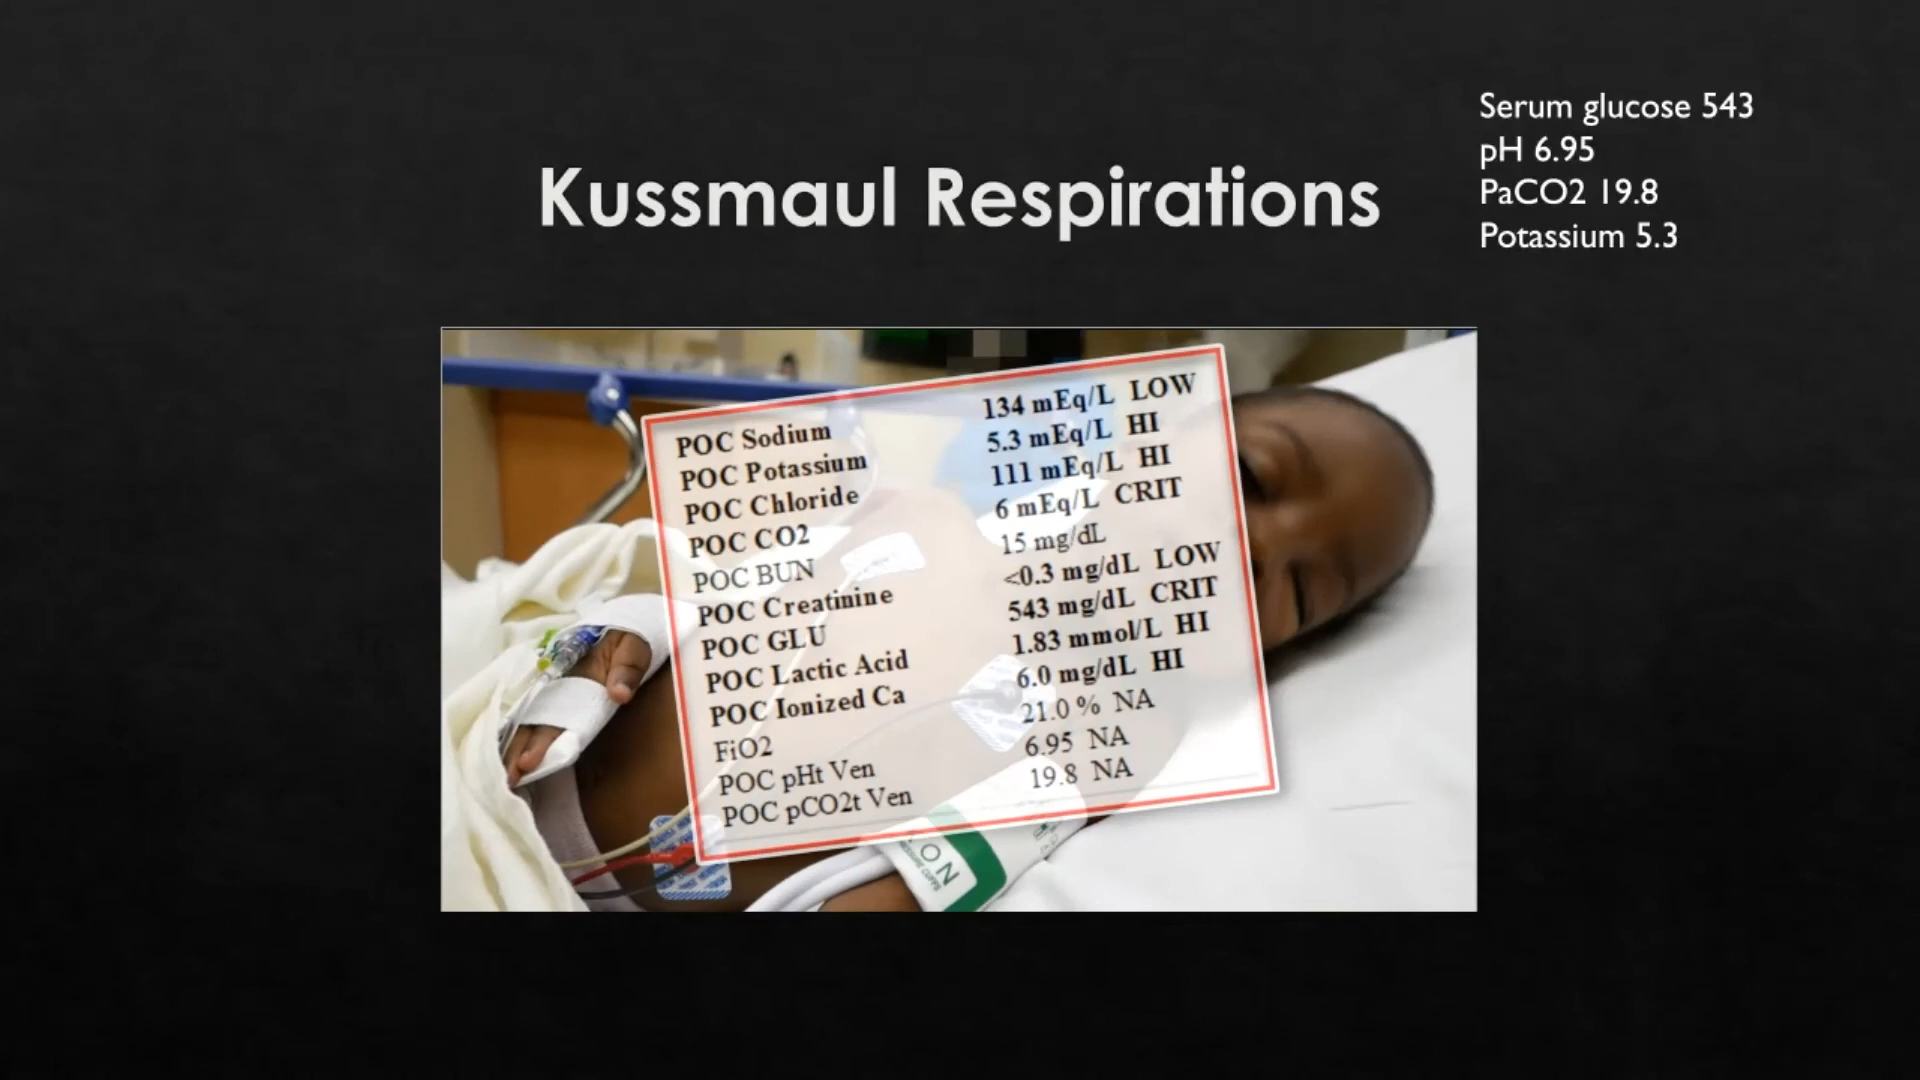 Kussmaul Respirations
Serum glucose 543
pH 6.95
PaCO2 19.8
Potassium 5.3
POC Sodium 134 mEq/L LOW
POC Potassium 5.3 mEq/L HI
POC Chloride 111 mEq/L HI
POC CO2 6 mEq/L CRIT
POC BUN 15 mg/dL
POC Creatinine <0.3 mg/dL LOW
POC GLU 543 mg/dL CRIT
POC Lactic Acid 1.83 mmol/L HI
POC Ionized Ca 6.0 mg/dL HI
FiO2 21.0 % NA
POC pHt Ven 6.95 NA
POC pCO2t Ven 19.8 NA